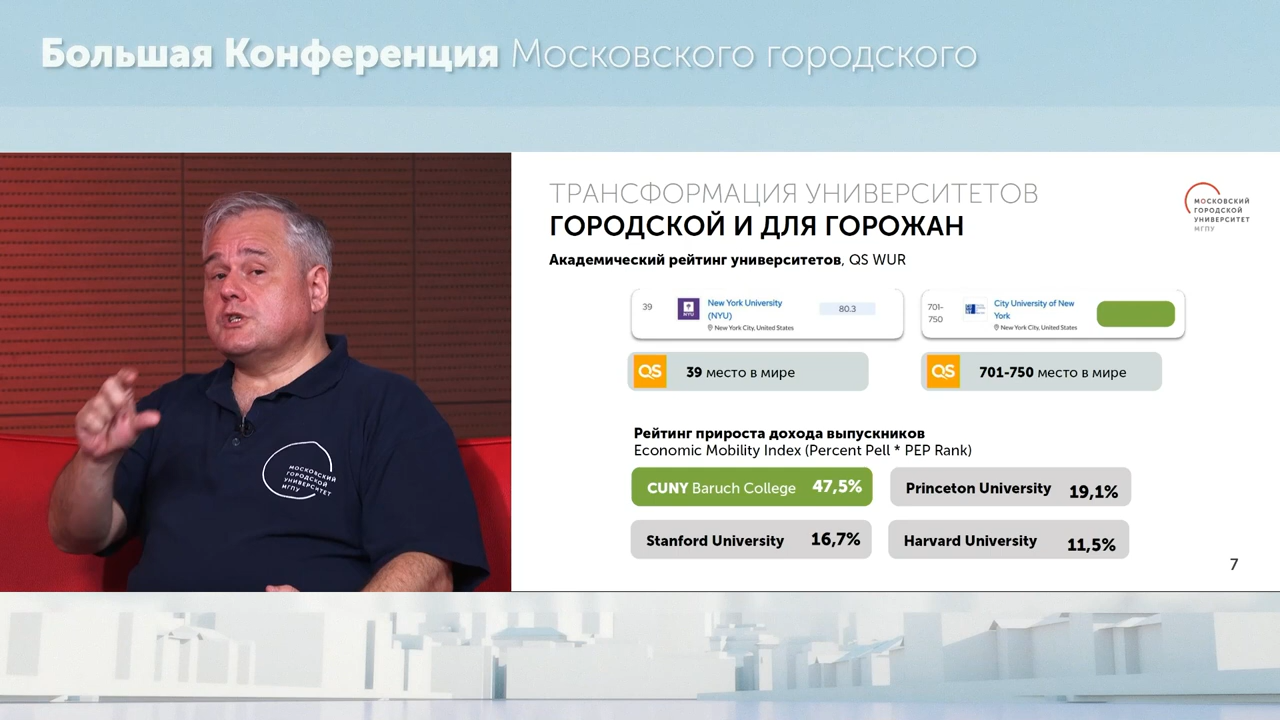 Большая Конференция Московского городского
ТРАНСФОРМАЦИЯ УНИВЕРСИТЕТОВ
ГОРОДСКОЙ И ДЛЯ ГОРОЖАН
МОСКОВСКИЙ
ГОРОДСКОЙ
УНИВЕРСИТЕТ
МГПУ
Академический рейтинг университетов, QS WUR
39
NYU
New York University
(NYU)
New York City, United States
80.3
701-
750
City University of New
York
New York City, United States
QS 39 место в мире
QS 701-750 место в мире
Рейтинг прироста дохода выпускников
Economic Mobility Index (Percent Pell * PEP Rank)
CUNY Baruch College 47,5%
Princeton University 19,1%
Stanford University 16,7%
Harvard University 11,5%
7
МОСКОВСКИЙ
ГОРОДСКОЙ
УНИВЕРСИТЕТ
МГПУ